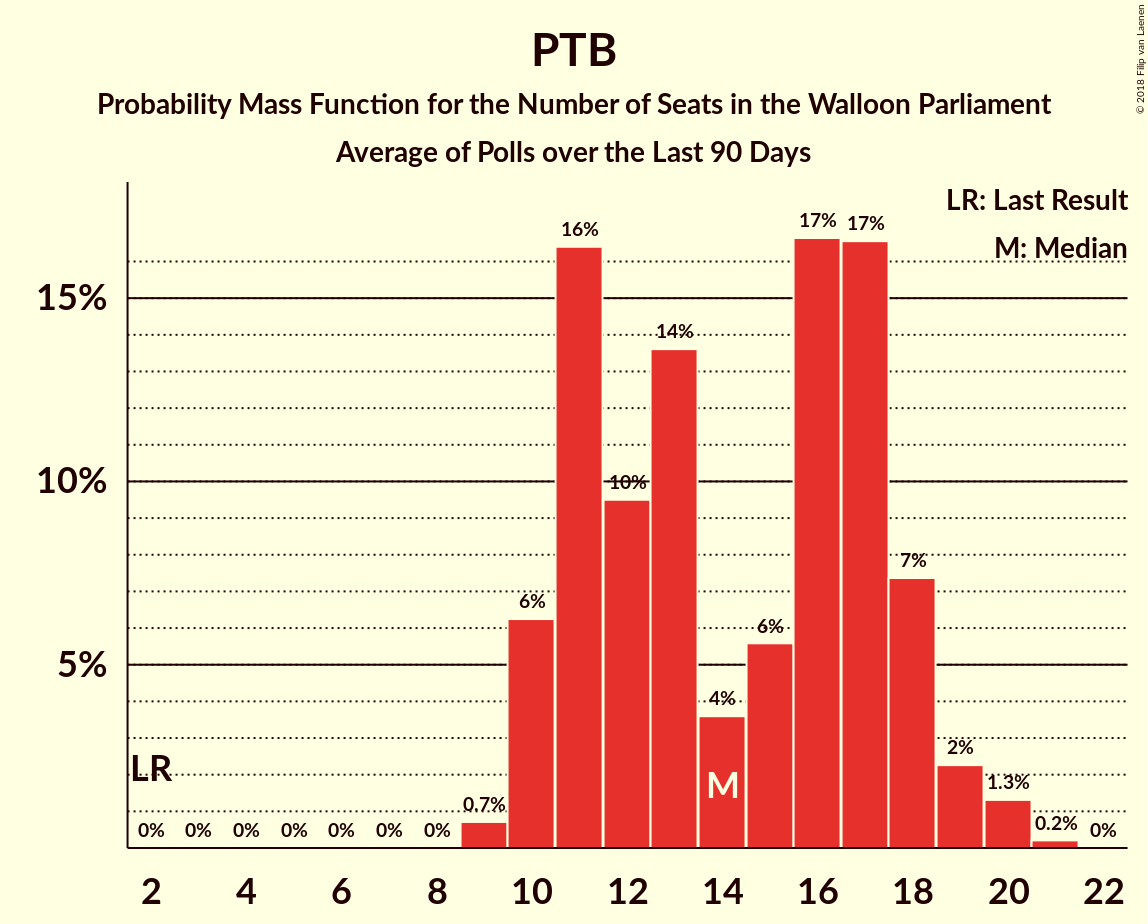 PTB
Probability Mass Function for the Number of Seats in the Walloon Parliament
Average of Polls over the Last 90 Days
© 2018 Filip van Laenen
LR: Last Result
M: Median
15%
10%
5%
LR
M
0% 0% 0% 0% 0% 0% 0% 0.7% 6% 16% 10% 14% 4% 6% 17% 17% 7% 2% 1.3% 0.2% 0%
2 4 6 8 10 12 14 16 18 20 22